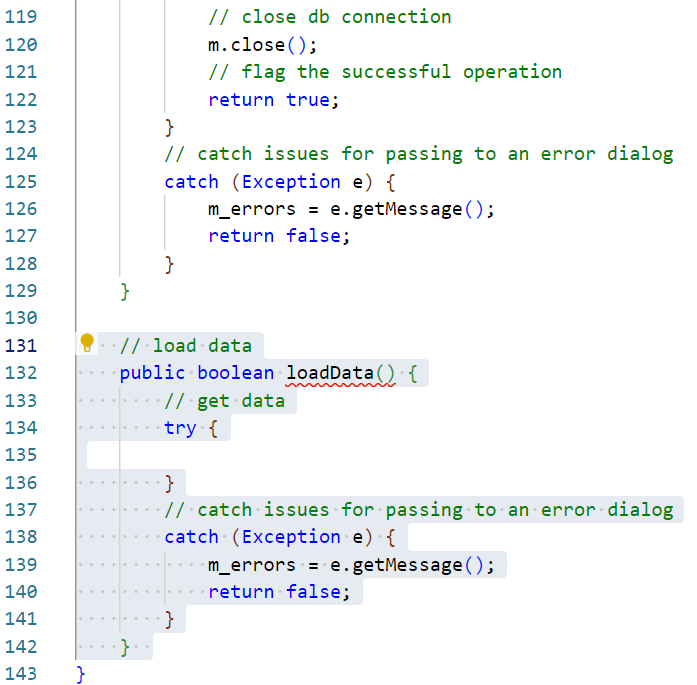 119 // close db connection
120 m.close();
121 // flag the successful operation
122 return true;
123 }
124 // catch issues for passing to an error dialog
125 catch (Exception e) {
126 m_errors = e.getMessage();
127 return false;
128 }
129 }
130
131 // load data
132 public boolean loadData() {
133 // get data
134 try {
135
136 }
137 // catch issues for passing to an error dialog
138 catch (Exception e) {
139 m_errors = e.getMessage();
140 return false;
141 }
142 }
143 }